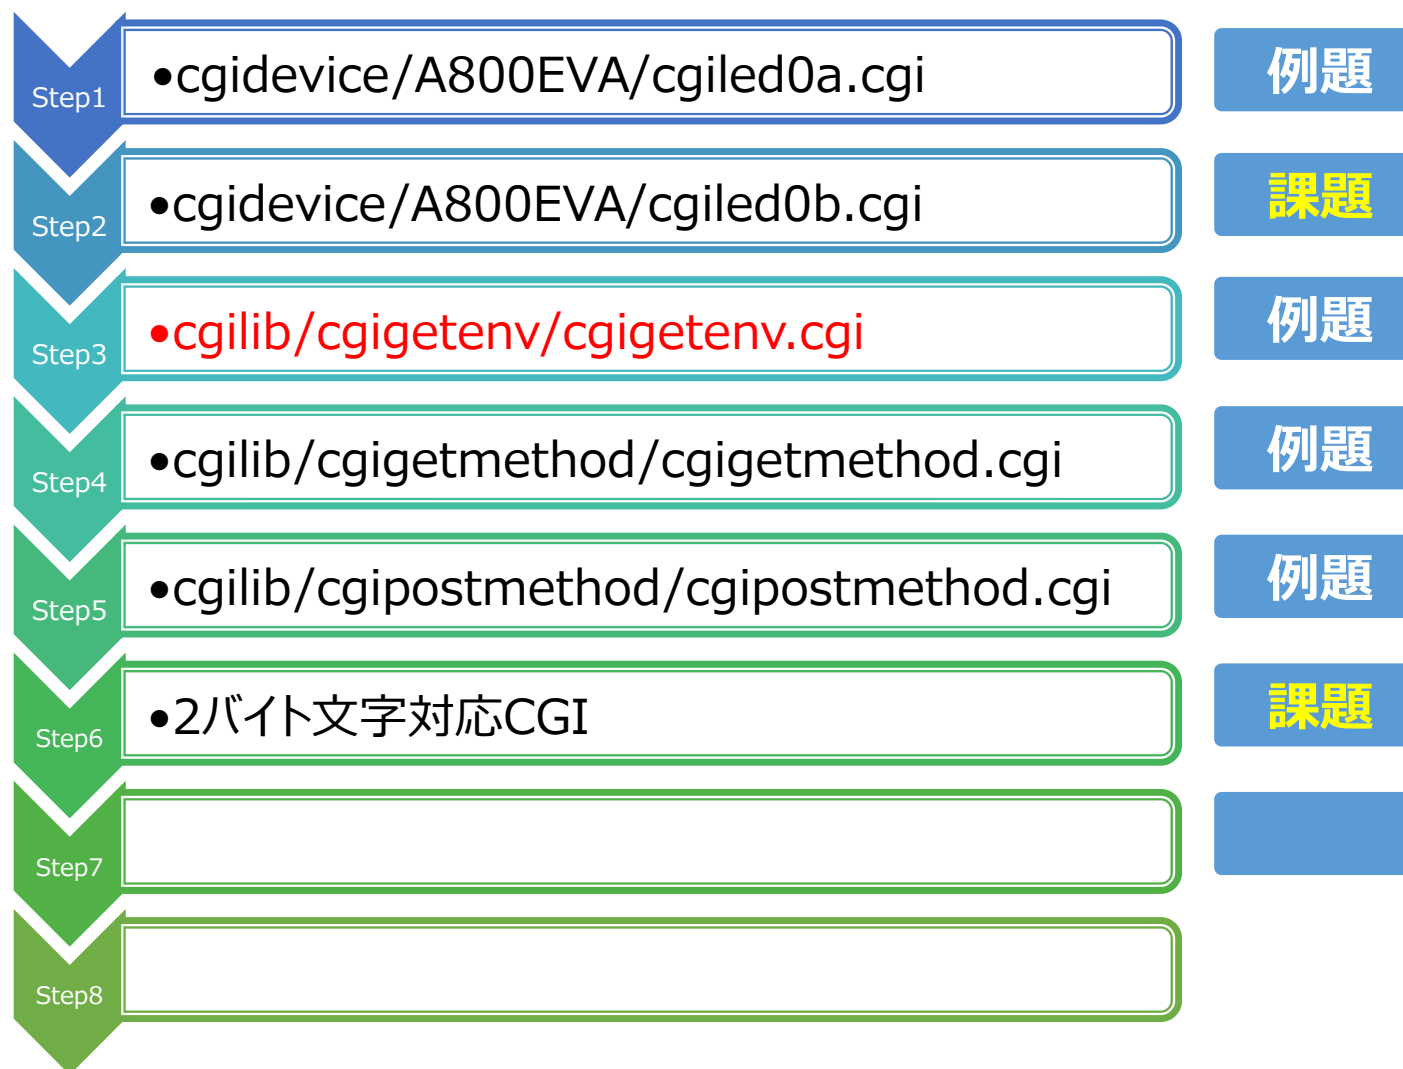 Step1
•cgidevice/A800EVA/cgiled0a.cgi
例題
Step2
•cgidevice/A800EVA/cgiled0b.cgi
課題
Step3
•cgilib/cgigetenv/cgigetenv.cgi
例題
Step4
•cgilib/cgigetmethod/cgigetmethod.cgi
例題
Step5
•cgilib/cgipostmethod/cgipostmethod.cgi
例題
Step6
•2バイト文字対応CGI
課題
Step7
Step8